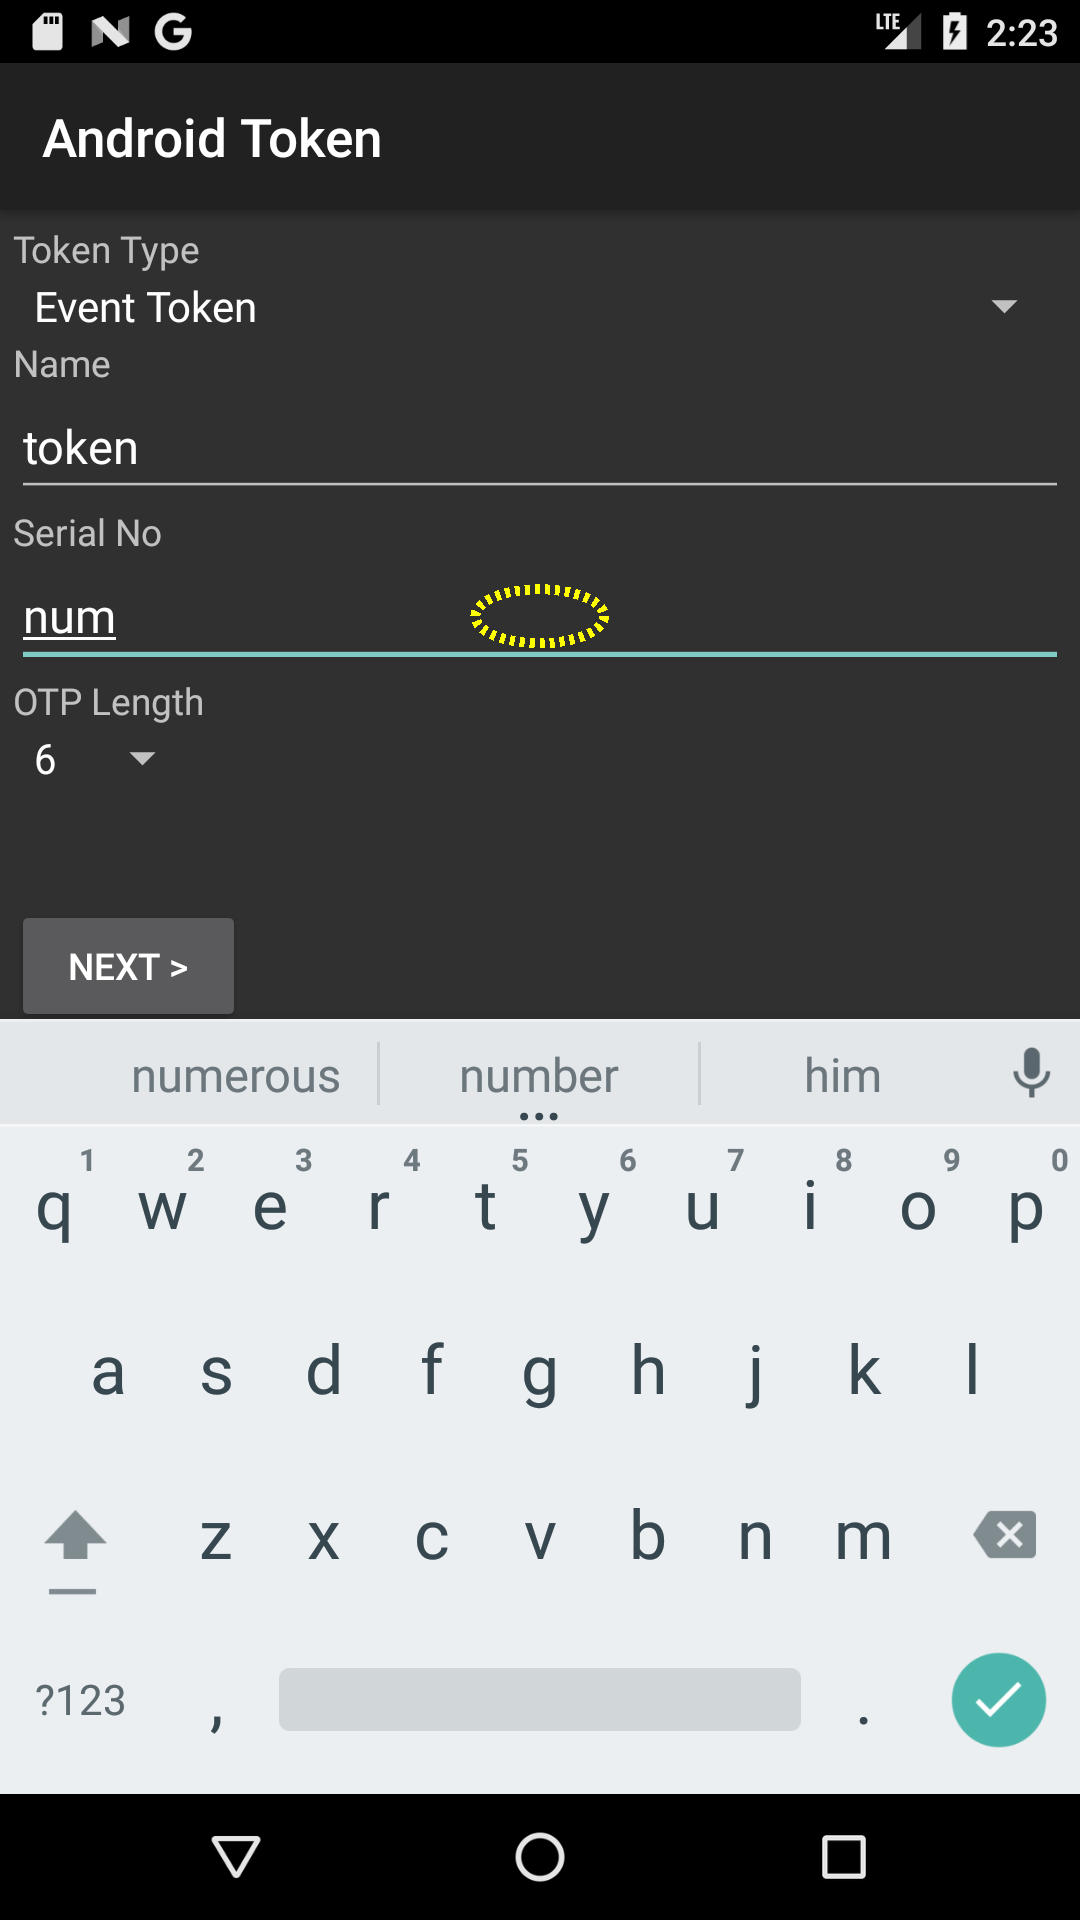 LTE 2:23
Android Token
Token Type
Event Token
Name
token
Serial No
num
OTP Length
6
NEXT >
numerous number him
1 2 3 4 5 6 7 8 9 0
q w e r t y u i o p
a s d f g h j k l
z x c v b n m
?123 , .